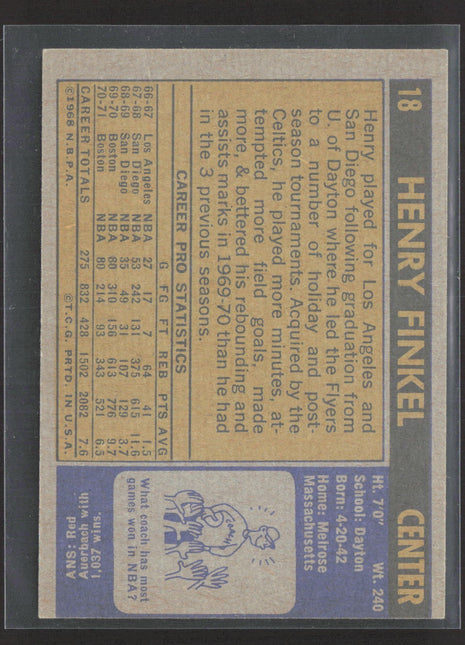 18 HENRY FINKEL CENTER
Henry played for Los Angeles and
San Diego following graduation from
U. of Dayton where he led the Flyers
to a number of holiday and post-
season tournaments. Acquired by the
Celtics, he played more minutes, at-
tempted more field goals, made
more, & bettered his rebounding and
assists marks in 1969-70 than he had
in the 3 previous seasons.
Ht. 7'0" Wt. 240
School: Dayton
Born: 4-20-42
Home: Melrose
Massachusetts
CAREER PRO STATISTICS
G FG FT REB PTS AVG
66-67 Los Angeles NBA 27 17 7 64 41 1.5
67-68 San Diego NBA 53 242 131 375 615 11.6
68-69 San Diego NBA 35 49 31 107 129 3.7
69-70 Boston NBA 80 310 156 613 776 9.7
70-71 Boston NBA 80 214 93 343 521 6.5
CAREER TOTALS 275 832 428 1502 2082 7.6
©1968 N.B.P.A. ©T.C.G. PRTD. IN U.S.A.
What coach has most
games won in NBA?
ANS: Red
Auerbach with
1,037 wins.